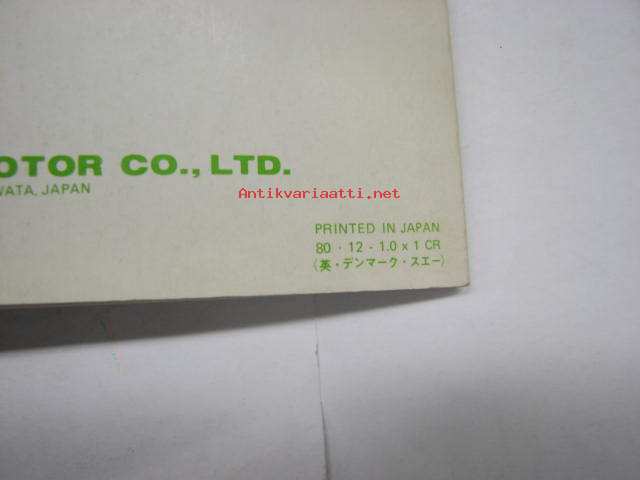 OTOR CO., LTD.
WATA, JAPAN
Antikvariaatti.net
PRINTED IN JAPAN
80 · 12 - 1.0 x 1 CR
〈英・デンマーク・スエー〉